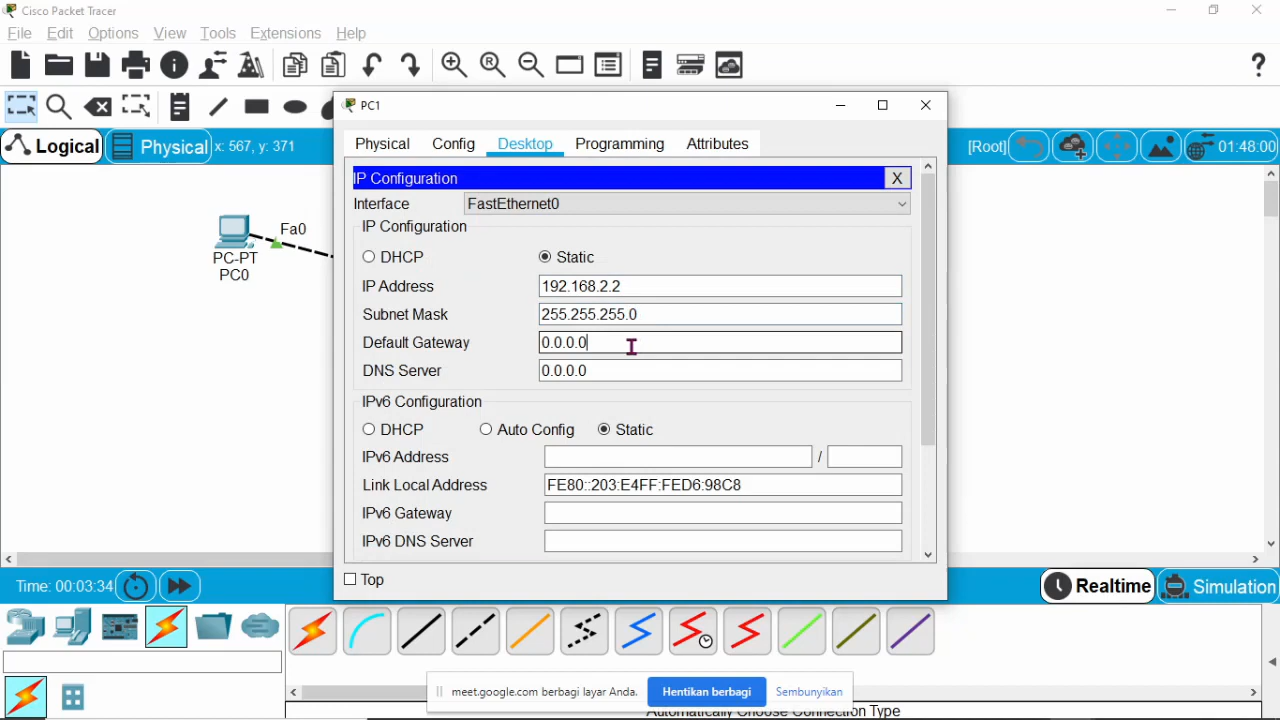 Cisco Packet Tracer
File Edit Options View Tools Extensions Help
?
PC1
Logical
Physical
x: 567, y: 371
[Root]
01:48:00
Physical Config Desktop Programming Attributes
IP Configuration
X
Interface
FastEthernet0
IP Configuration
DHCP
Static
IP Address
192.168.2.2
Subnet Mask
255.255.255.0
Default Gateway
0.0.0.0
DNS Server
0.0.0.0
IPv6 Configuration
DHCP
Auto Config
Static
IPv6 Address
/
Link Local Address
FE80::203:E4FF:FED6:98C8
IPv6 Gateway
IPv6 DNS Server
Top
Fa0
PC-PT
PC0
Time: 00:03:34
Realtime
Simulation
meet.google.com berbagi layar Anda.
Hentikan berbagi
Sembunyikan
Automatically Choose Connection Type